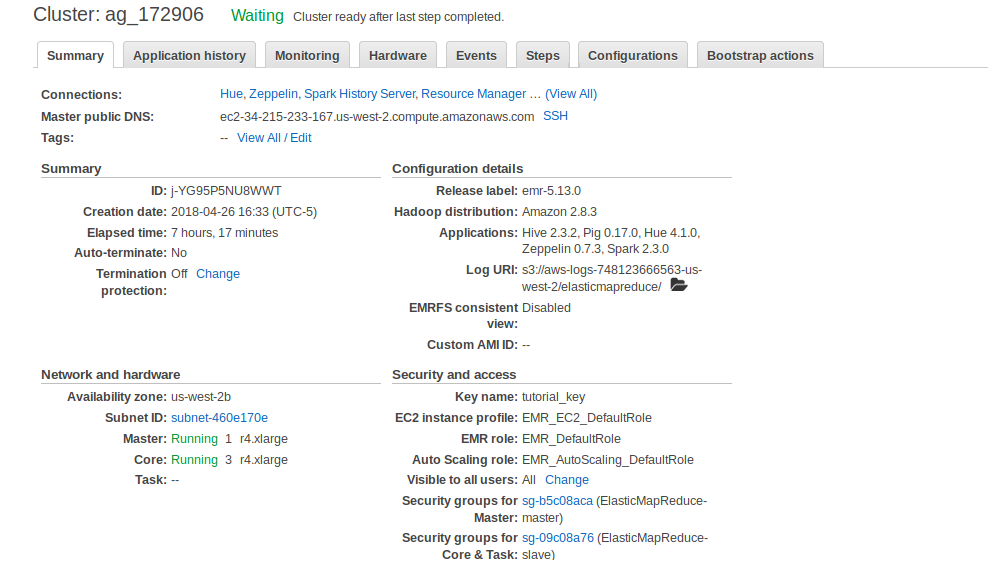 Cluster: ag_172906 Waiting Cluster ready after last step completed.
Summary Application history Monitoring Hardware Events Steps Configurations Bootstrap actions
Connections: Hue, Zeppelin, Spark History Server, Resource Manager … (View All)
Master public DNS: ec2-34-215-233-167.us-west-2.compute.amazonaws.com SSH
Tags: -- View All / Edit
Summary
ID: j-YG95P5NU8WWT
Creation date: 2018-04-26 16:33 (UTC-5)
Elapsed time: 7 hours, 17 minutes
Auto-terminate: No
Termination Off Change
protection:
Configuration details
Release label: emr-5.13.0
Hadoop distribution: Amazon 2.8.3
Applications: Hive 2.3.2, Pig 0.17.0, Hue 4.1.0,
Zeppelin 0.7.3, Spark 2.3.0
Log URI: s3://aws-logs-748123666563-us-
west-2/elasticmapreduce/
EMRFS consistent Disabled
view:
Custom AMI ID: --
Network and hardware
Availability zone: us-west-2b
Subnet ID: subnet-460e170e
Master: Running 1 r4.xlarge
Core: Running 3 r4.xlarge
Task: --
Security and access
Key name: tutorial_key
EC2 instance profile: EMR_EC2_DefaultRole
EMR role: EMR_DefaultRole
Auto Scaling role: EMR_AutoScaling_DefaultRole
Visible to all users: All Change
Security groups for sg-b5c08aca (ElasticMapReduce-
Master: master)
Security groups for sg-09c08a76 (ElasticMapReduce-
Core & Task: slave)